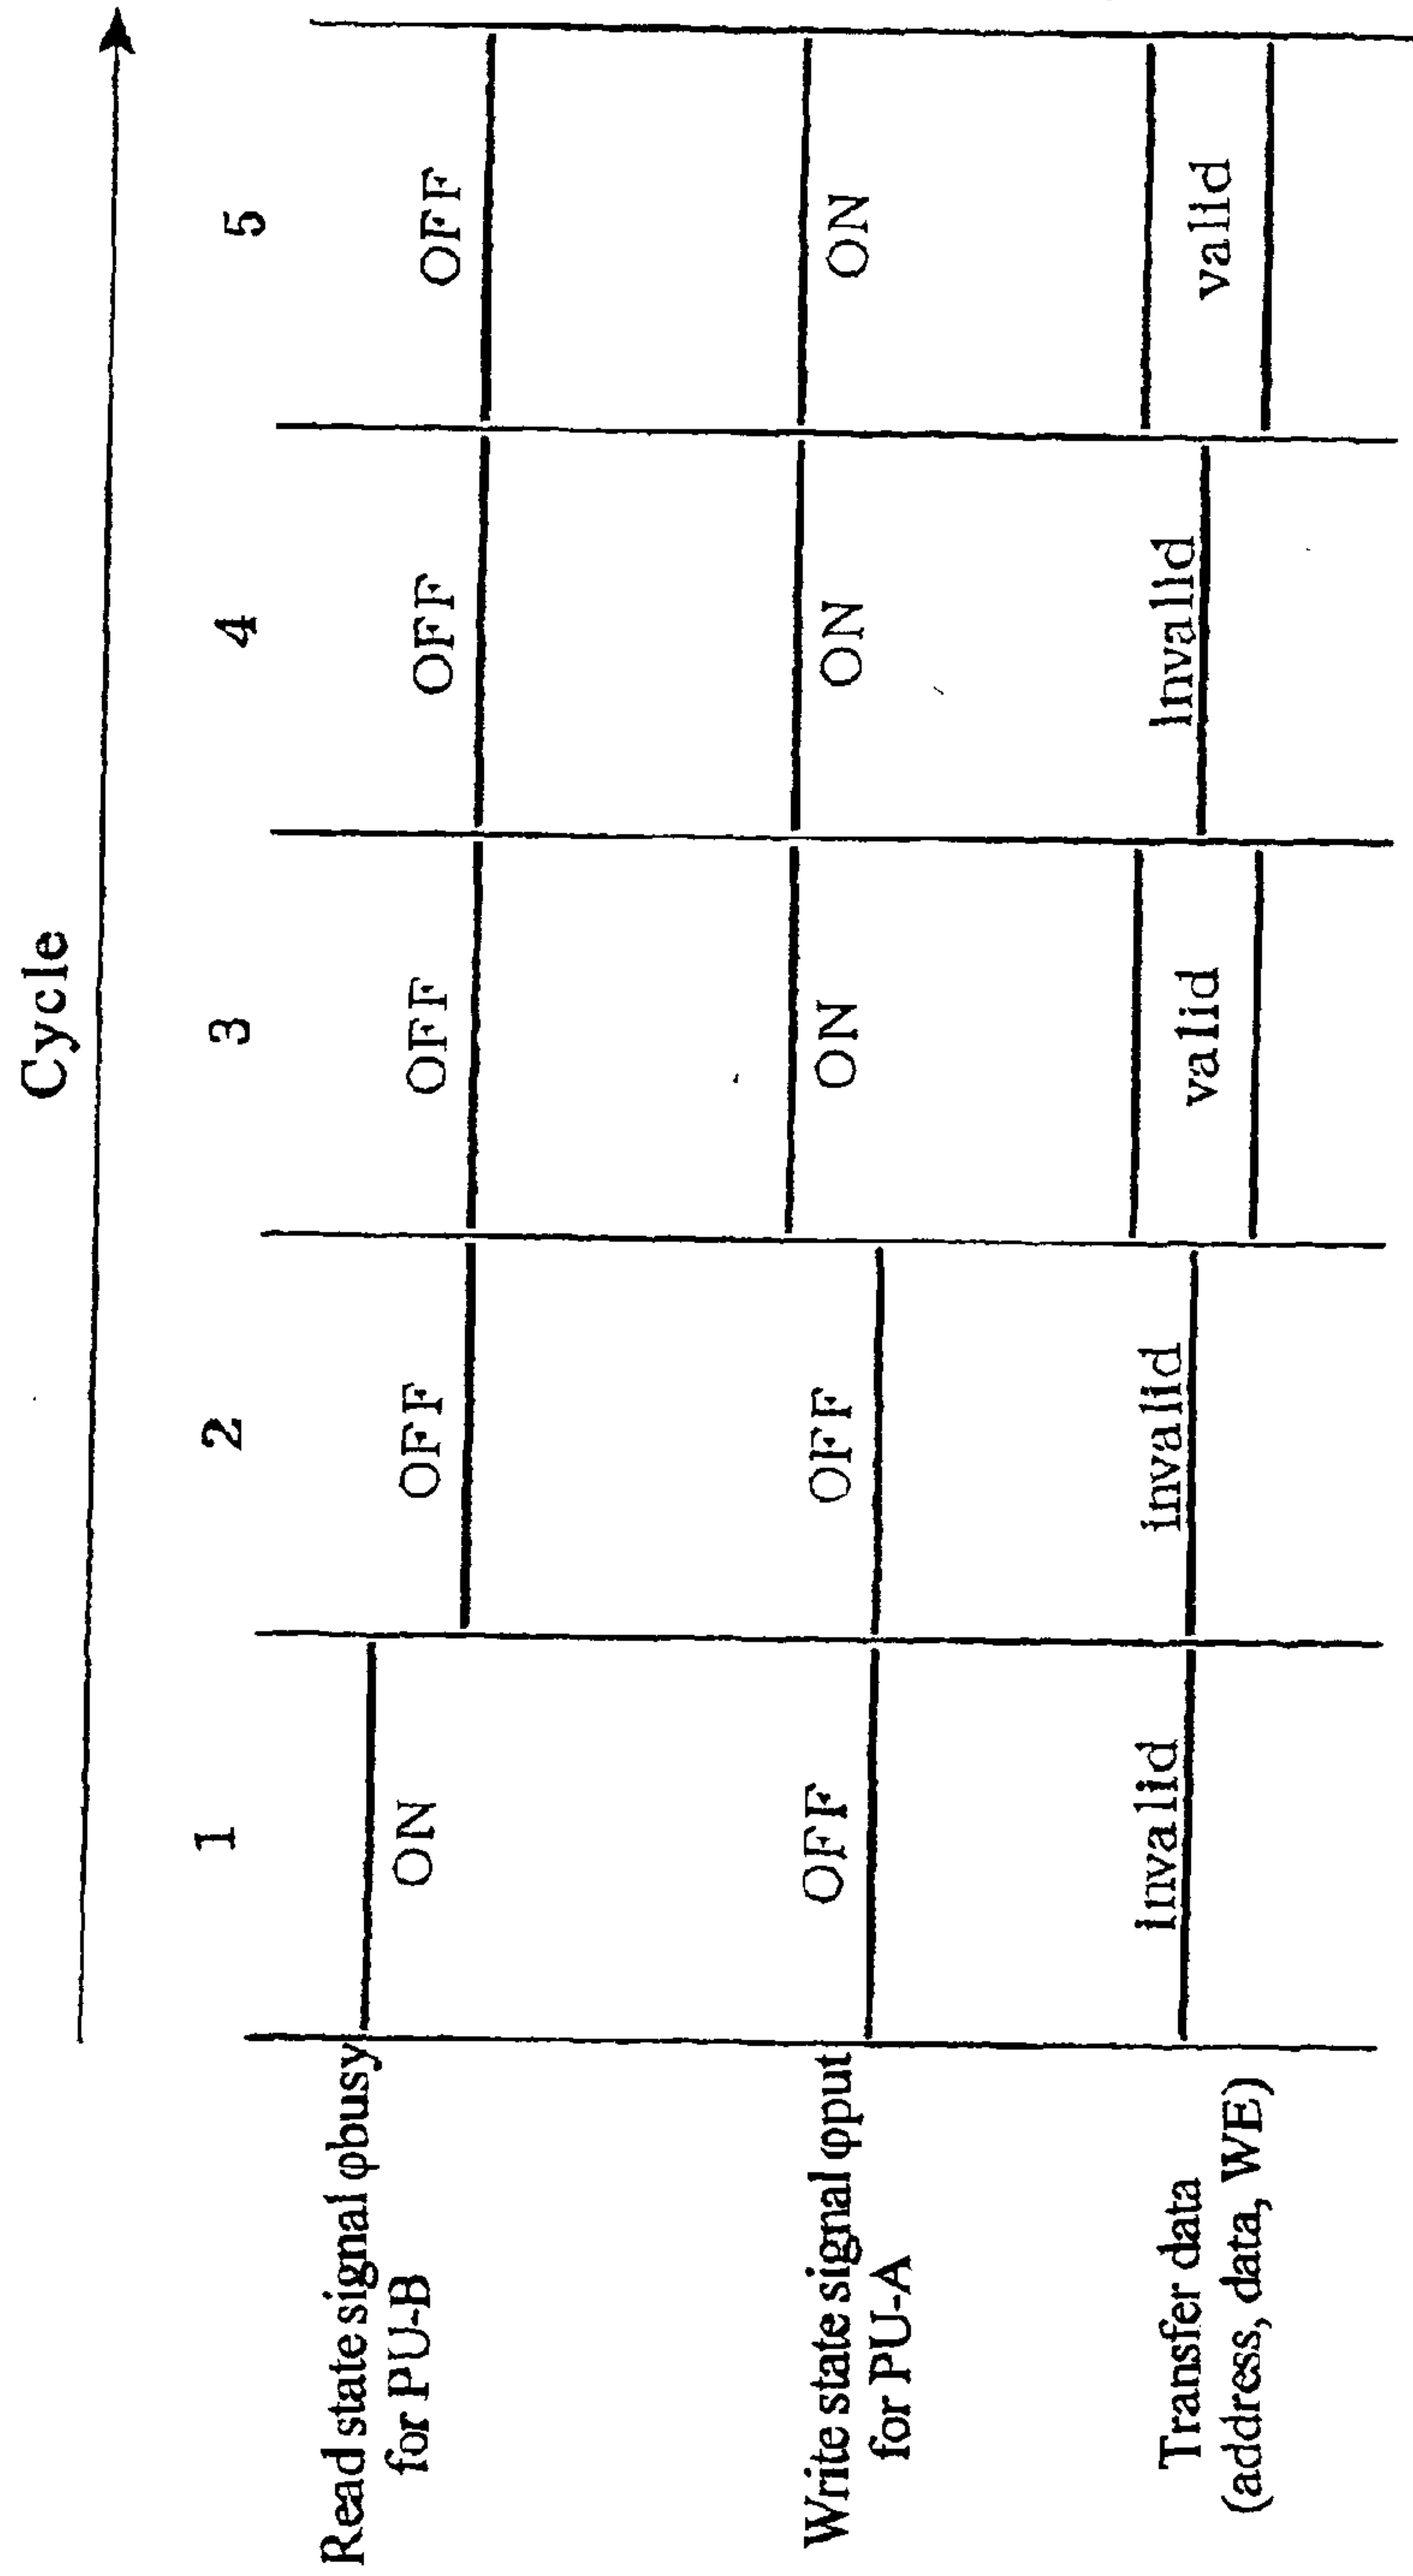 Cycle
1 2 3 4 5
Read state signal φbusy
for PU-B
ON OFF OFF OFF OFF
Write state signal φput
for PU-A
OFF OFF ON ON ON
Transfer data
(address, data, WE)
invalid invalid valid invalid valid